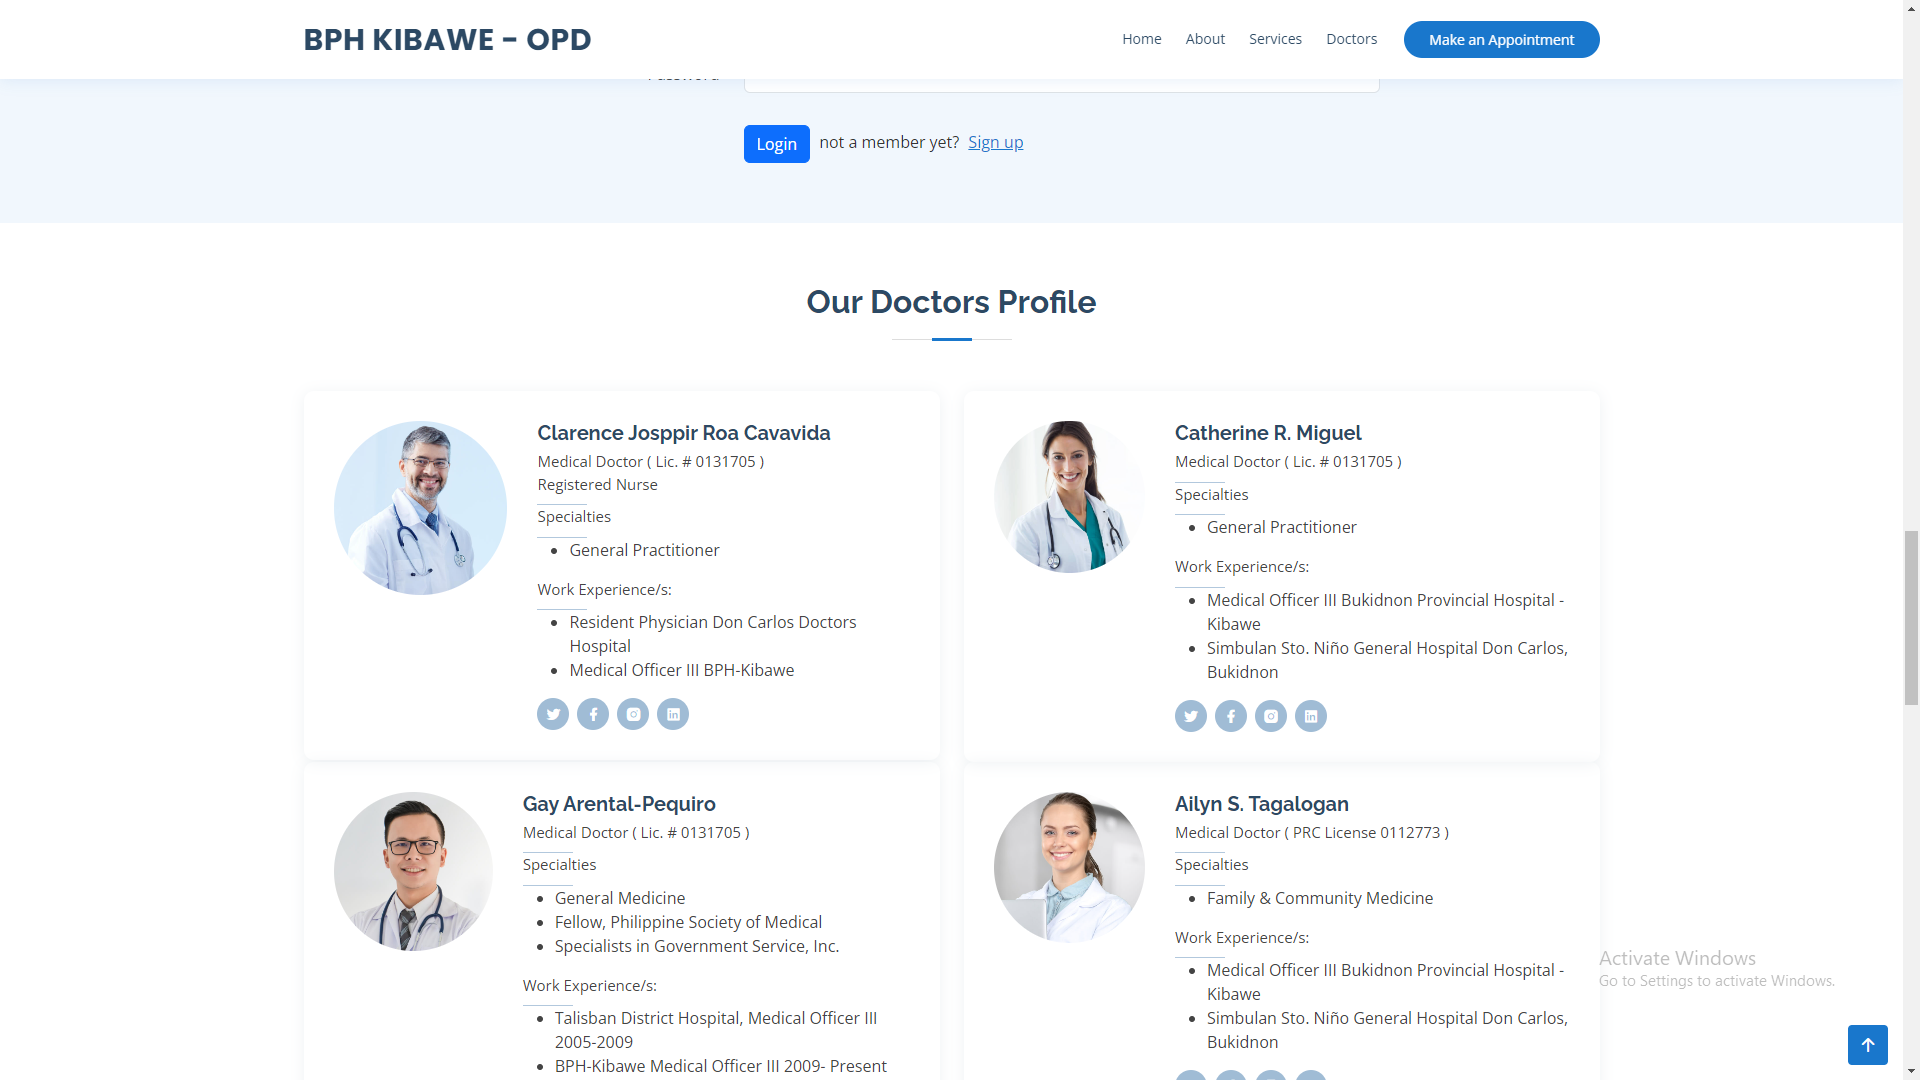 BPH KIBAWE - OPD
Home About Services Doctors Make an Appointment
Password
Login not a member yet? Sign up
Our Doctors Profile
Clarence Josppir Roa Cavavida
Medical Doctor ( Lic. # 0131705 )
Registered Nurse
Specialties
General Practitioner
Work Experience/s:
Resident Physician Don Carlos Doctors
Hospital
Medical Officer III BPH-Kibawe
Catherine R. Miguel
Medical Doctor ( Lic. # 0131705 )
Specialties
General Practitioner
Work Experience/s:
Medical Officer III Bukidnon Provincial Hospital -
Kibawe
Simbulan Sto. Niño General Hospital Don Carlos,
Bukidnon
Gay Arental-Pequiro
Medical Doctor ( Lic. # 0131705 )
Specialties
General Medicine
Fellow, Philippine Society of Medical
Specialists in Government Service, Inc.
Work Experience/s:
Talisban District Hospital, Medical Officer III
2005-2009
BPH-Kibawe Medical Officer III 2009- Present
Ailyn S. Tagalogan
Medical Doctor ( PRC License 0112773 )
Specialties
Family & Community Medicine
Work Experience/s:
Medical Officer III Bukidnon Provincial Hospital -
Kibawe
Simbulan Sto. Niño General Hospital Don Carlos,
Bukidnon
Activate Windows
Go to Settings to activate Windows.